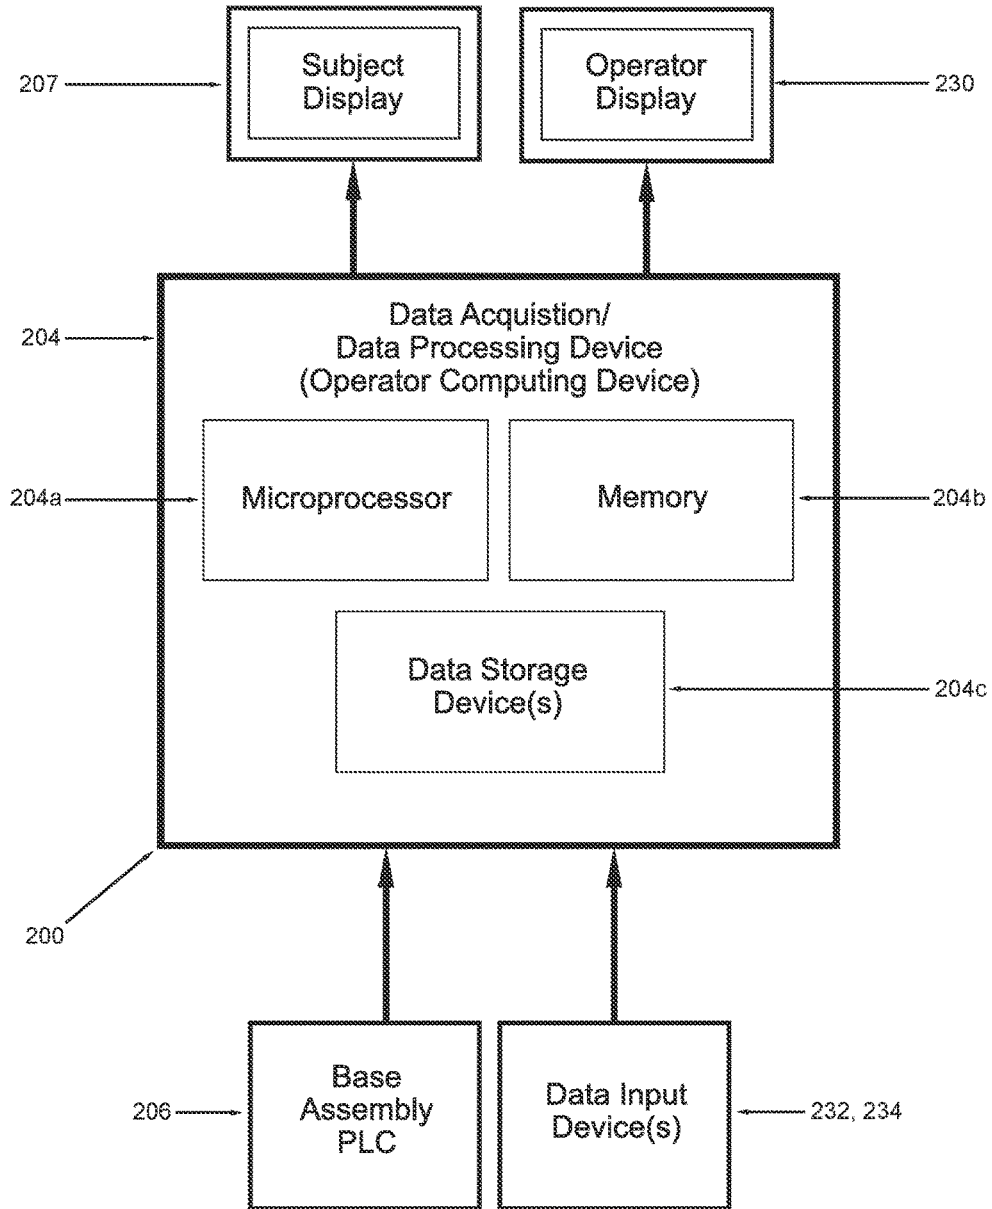 Subject
Display
207
Operator
Display
230
204
Data Acquistion/
Data Processing Device
(Operator Computing Device)
204a
Microprocessor
Memory
204b
Data Storage
Device(s)
204c
200
206
Base
Assembly
PLC
Data Input
Device(s)
232, 234